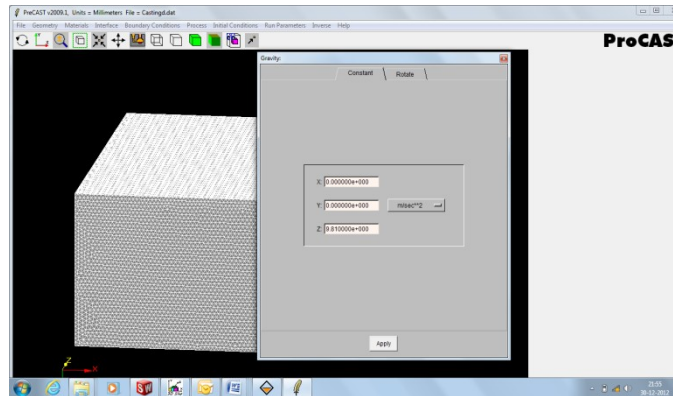 PreCAST v2009.1, Units = Millimeters File = Castingd.dat
File Geometry Materials Interface Boundary Conditions Process Initial Conditions Run Parameters Inverse Help
ProCAS
Gravity:
Constant Rotate
X: 0.000000e+000
Y: 0.000000e+000 m/sec**2
Z: 9.810000e+000
Apply
Z
X
21:55
30-12-2012